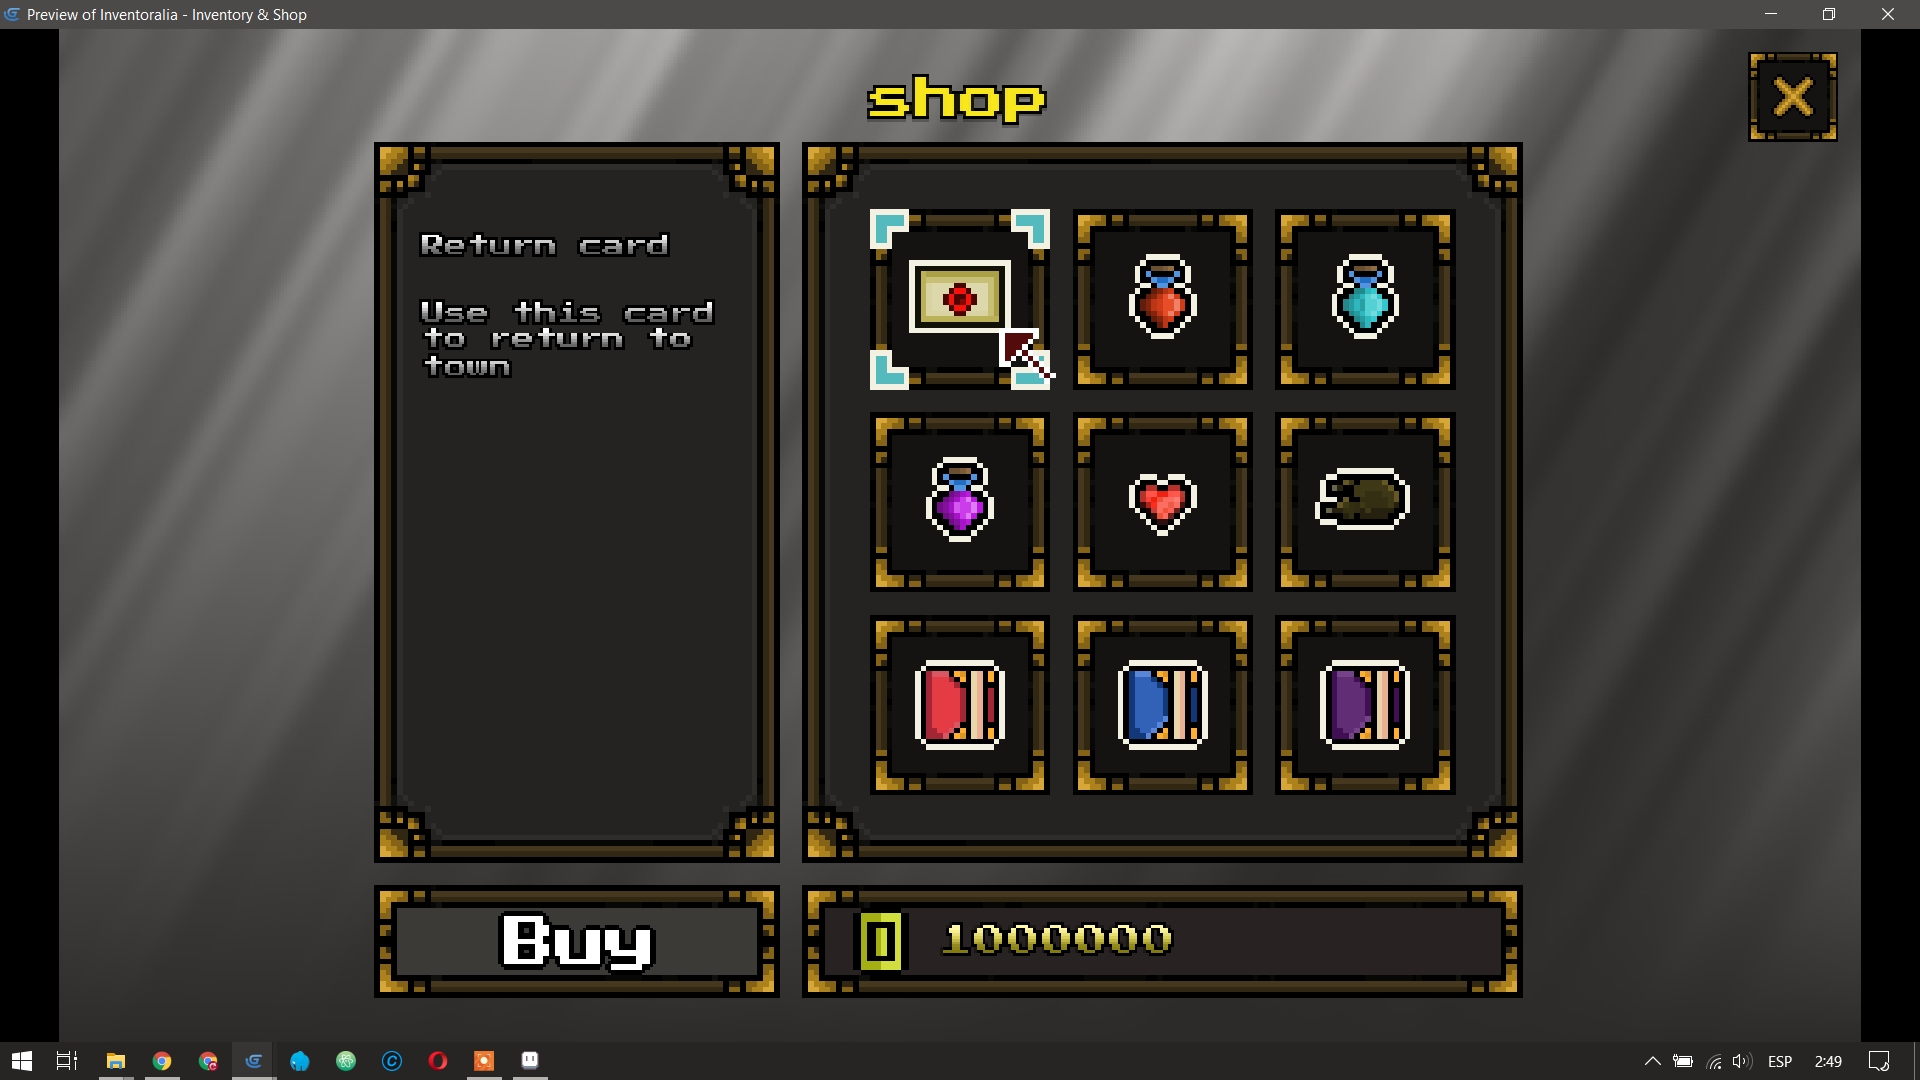 Preview of Inventoralia - Inventory & Shop
shop
Return card
Use this card
to return to
town
Buy
1000000
ESP
2:49